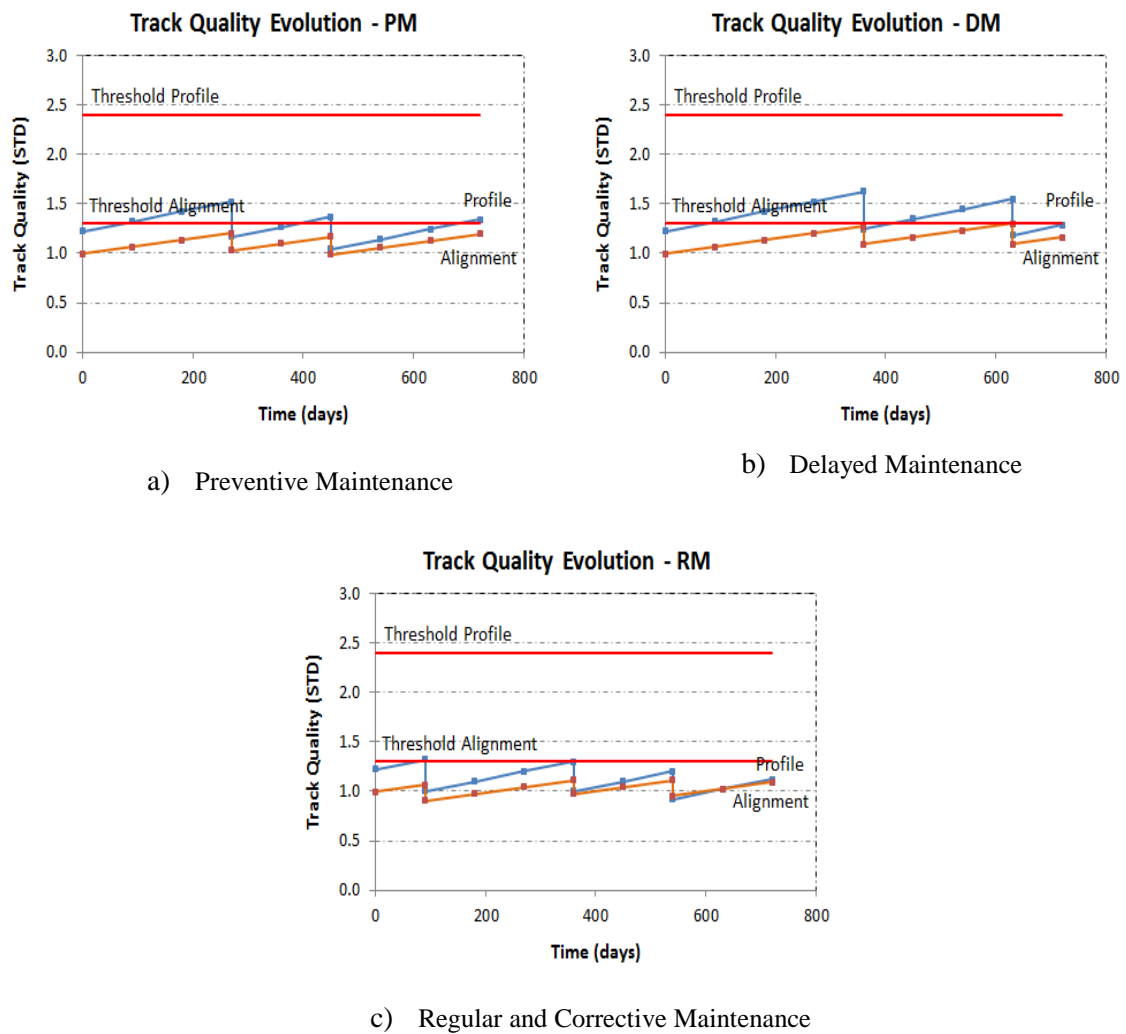 Track Quality Evolution - PM
Track Quality (STD)
3.0
2.5
2.0
1.5
1.0
0.5
0.0
Threshold Profile
Threshold Alignment
Profile
Alignment
0 200 400 600 800
Time (days)
a) Preventive Maintenance
Track Quality Evolution - DM
Track Quality (STD)
3.0
2.5
2.0
1.5
1.0
0.5
0.0
Threshold Profile
Threshold Alignment
Profile
Alignment
0 200 400 600 800
Time (days)
b) Delayed Maintenance
Track Quality Evolution - RM
Track Quality (STD)
3.0
2.5
2.0
1.5
1.0
0.5
0.0
Threshold Profile
Threshold Alignment
Profile
Alignment
0 200 400 600 800
Time (days)
c) Regular and Corrective Maintenance